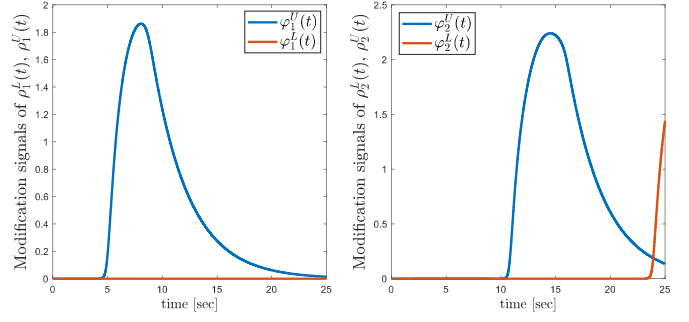 Modification signals of ρ₁ᴸ(t), ρ₁ᵁ(t)
2
1.8
1.6
1.4
1.2
1
0.8
0.6
0.4
0.2
0
φ₁ᵁ(t)
φ₁ᴸ(t)
0 5 10 15 20 25
time [sec]
Modification signals of ρ₂ᴸ(t), ρ₂ᵁ(t)
2.5
2
1.5
1
0.5
0
φ₂ᵁ(t)
φ₂ᴸ(t)
0 5 10 15 20 25
time [sec]